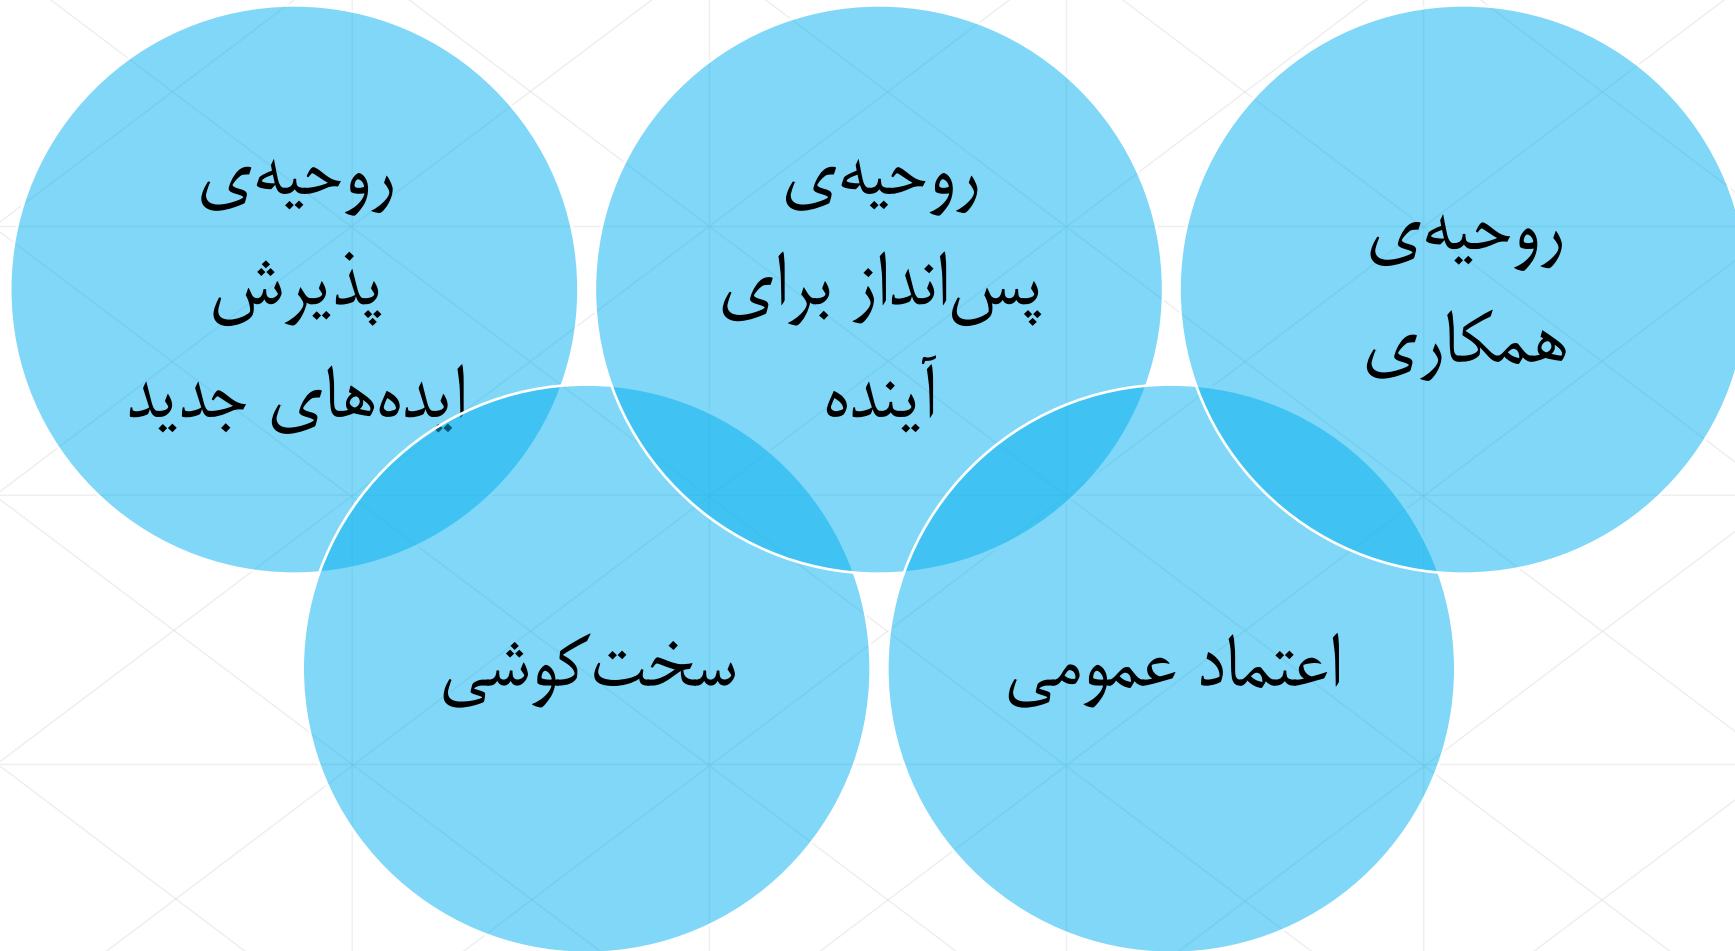 روحیه‌ی
همکاری
روحیه‌ی
پس‌انداز برای
آینده
روحیه‌ی
پذیرش
ایده‌های جدید
اعتماد عمومی
سخت‌کوشی